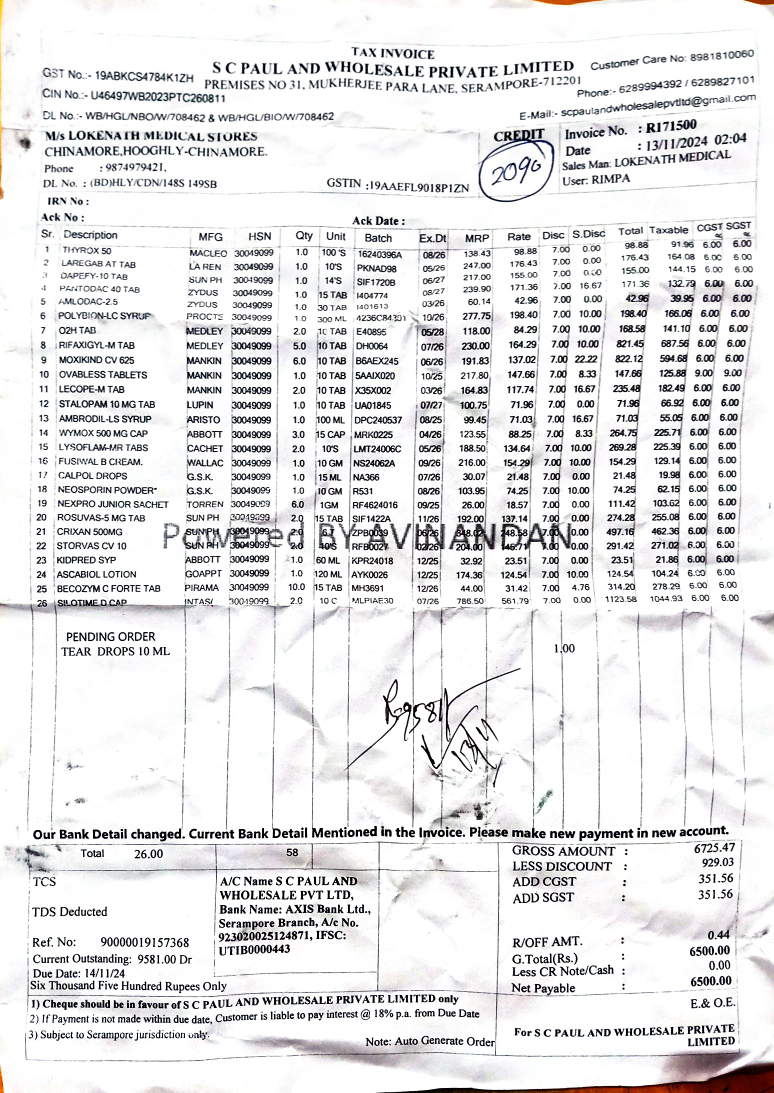 TAX INVOICE
S C PAUL AND WHOLESALE PRIVATE LIMITED
PREMISES NO 31, MUKHERJEE PARA LANE, SERAMPORE-712201
GST No.:- 19ABKCS4784K1ZH
CIN No.:- U46497WB2023PTC260811
DL No.:- WB/HGL/NBO/W/708462 & WB/HGL/BIO/W/708462
Customer Care No: 8981810060
Phone:- 6289994392 / 6289827101
E-Mail:- scpaulandwholesalepvtltd@gmail.com
M/s LOKENATH MEDICAL STORES
CHINAMORE,HOOGHLY-CHINAMORE.
Phone : 9874979421,
DL No. : (BD)HLY/CDN/148S 149SB
GSTIN :19AAEFL9018P1ZN
CREDIT
2090
Invoice No. : R171500
Date : 13/11/2024 02:04
Sales Man: LOKENATH MEDICAL
User: RIMPA
IRN No :
Ack No : Ack Date :
Sr. Description MFG HSN Qty Unit Batch Ex.Dt MRP Rate Disc S.Disc Total Taxable CGST % SGST %
1 THYROX 50 MACLEO 30049099 1.0 100'S 16240396A 08/26 138.43 98.88 7.00 0.00 98.88 91.96 6.00 6.00
2 LAREGAB AT TAB LA REN 30049099 1.0 10'S PKNAD98 05/26 247.00 176.43 7.00 0.00 176.43 164.08 6.00 6.00
3 DAPEFY-10 TAB SUN PH 30049099 1.0 14'S SIF1720B 06/27 217.00 155.00 7.00 0.00 155.00 144.15 6.00 6.00
4 PANTODAC 40 TAB ZYDUS 30049099 1.0 15 TAB I404774 08/27 239.90 171.36 7.00 16.67 171.36 132.79 6.00 6.00
5 AMLODAC-2.5 ZYDUS 30049099 1.0 30 TAB I401613 03/26 60.14 42.96 7.00 0.00 42.96 39.95 6.00 6.00
6 POLYBION-LC SYRUP PROCTE 30049099 1.0 300 ML 4236C84301 10/26 277.75 198.40 7.00 10.00 198.40 166.06 6.00 6.00
7 O2H TAB MEDLEY 30049099 2.0 10 TAB E40895 05/28 118.00 84.29 7.00 10.00 168.58 141.10 6.00 6.00
8 RIFAXIGYL-M TAB MEDLEY 30049099 5.0 10 TAB DH0064 07/26 230.00 164.29 7.00 10.00 821.45 687.56 6.00 6.00
9 MOXIKIND CV 625 MANKIN 30049099 6.0 10 TAB B6AEX245 06/26 191.83 137.02 7.00 22.22 822.12 594.68 6.00 6.00
10 OVABLESS TABLETS MANKIN 30049099 1.0 10 TAB 5AAIX020 10/25 217.80 147.66 7.00 8.33 147.66 125.88 9.00 9.00
11 LECOPE-M TAB MANKIN 30049099 2.0 10 TAB X35X002 03/26 164.83 117.74 7.00 16.67 235.48 182.49 6.00 6.00
12 STALOPAM 10 MG TAB LUPIN 30049099 1.0 10 TAB UA01845 07/27 100.75 71.96 7.00 0.00 71.96 66.92 6.00 6.00
13 AMBRODIL-LS SYRUP ARISTO 30049099 1.0 100 ML DPC240537 08/25 99.45 71.03 7.00 16.67 71.03 55.05 6.00 6.00
14 WYMOX 500 MG CAP ABBOTT 30049099 3.0 15 CAP MRK0225 04/26 123.55 88.25 7.00 8.33 264.75 225.71 6.00 6.00
15 LYSOFLAM-MR TABS CACHET 30049099 2.0 10'S LMT24006C 05/26 188.50 134.64 7.00 10.00 269.28 225.39 6.00 6.00
16 FUSIWAL B CREAM. WALLAC 30049099 1.0 10 GM NS24062A 09/26 216.00 154.29 7.00 10.00 154.29 129.14 6.00 6.00
17 CALPOL DROPS G.S.K. 30049099 1.0 15 ML NA366 07/26 30.07 21.48 7.00 0.00 21.48 19.98 6.00 6.00
18 NEOSPORIN POWDER* G.S.K. 30049099 1.0 10 GM R531 08/26 103.95 74.25 7.00 10.00 74.25 62.15 6.00 6.00
19 NEXPRO JUNIOR SACHET TORREN 30049099 6.0 1GM RF4624016 09/25 26.00 18.57 7.00 0.00 111.42 103.62 6.00 6.00
20 ROSUVAS-5 MG TAB SUN PH 30049099 2.0 15 TAB SIF1422A 11/26 192.00 137.14 7.00 0.00 274.28 255.08 6.00 6.00
21 CRIXAN 500MG SUN PH 30049099 2.0 ZPB0039 7.00 0.00 497.16 462.36 6.00 6.00
22 STORVAS CV 10 SUN PH 30049099 2.0 10'S RFB0027 02/26 204.00 145.71 7.00 0.00 291.42 271.02 6.00 6.00
Powered BY AVINANDAN
23 KIDPRED SYP ABBOTT 30049099 1.0 60 ML KPR24018 12/25 32.92 23.51 7.00 0.00 23.51 21.86 6.00 6.00
24 ASCABIOL LOTION GOAPPT 30049099 1.0 120 ML AYK0026 12/25 174.36 124.54 7.00 10.00 124.54 104.24 6.00 6.00
25 BECOZYM C FORTE TAB PIRAMA 30049099 10.0 15 TAB MH3691 12/25 44.00 31.42 7.00 4.76 314.20 278.29 6.00 6.00
26 SILOTIME D CAP INTAS/ 30049099 2.0 10 C MLPIAE30 07/26 786.50 561.79 7.00 0.00 1123.58 1044.93 6.00 6.00
PENDING ORDER
TEAR DROPS 10 ML 1.00
13/11
Our Bank Detail changed. Current Bank Detail Mentioned in the Invoice. Please make new payment in new account.
Total 26.00 58
TCS
TDS Deducted
Ref. No: 90000019157368
Current Outstanding: 9581.00 Dr
Due Date: 14/11/24
Six Thousand Five Hundred Rupees Only
A/C Name S C PAUL AND
WHOLESALE PVT LTD,
Bank Name: AXIS Bank Ltd.,
Serampore Branch, A/c No.
923020025124871, IFSC:
UTIB0000443
GROSS AMOUNT : 6725.47
LESS DISCOUNT : 929.03
ADD CGST : 351.56
ADD SGST : 351.56
R/OFF AMT. : 0.44
G.Total(Rs.) : 6500.00
Less CR Note/Cash : 0.00
Net Payable : 6500.00
1) Cheque should be in favour of S C PAUL AND WHOLESALE PRIVATE LIMITED only
2) If Payment is not made within due date, Customer is liable to pay interest @ 18% p.a. from Due Date
3) Subject to Serampore jurisdiction only.
Note: Auto Generate Order
E.& O.E.
For S C PAUL AND WHOLESALE PRIVATE
LIMITED